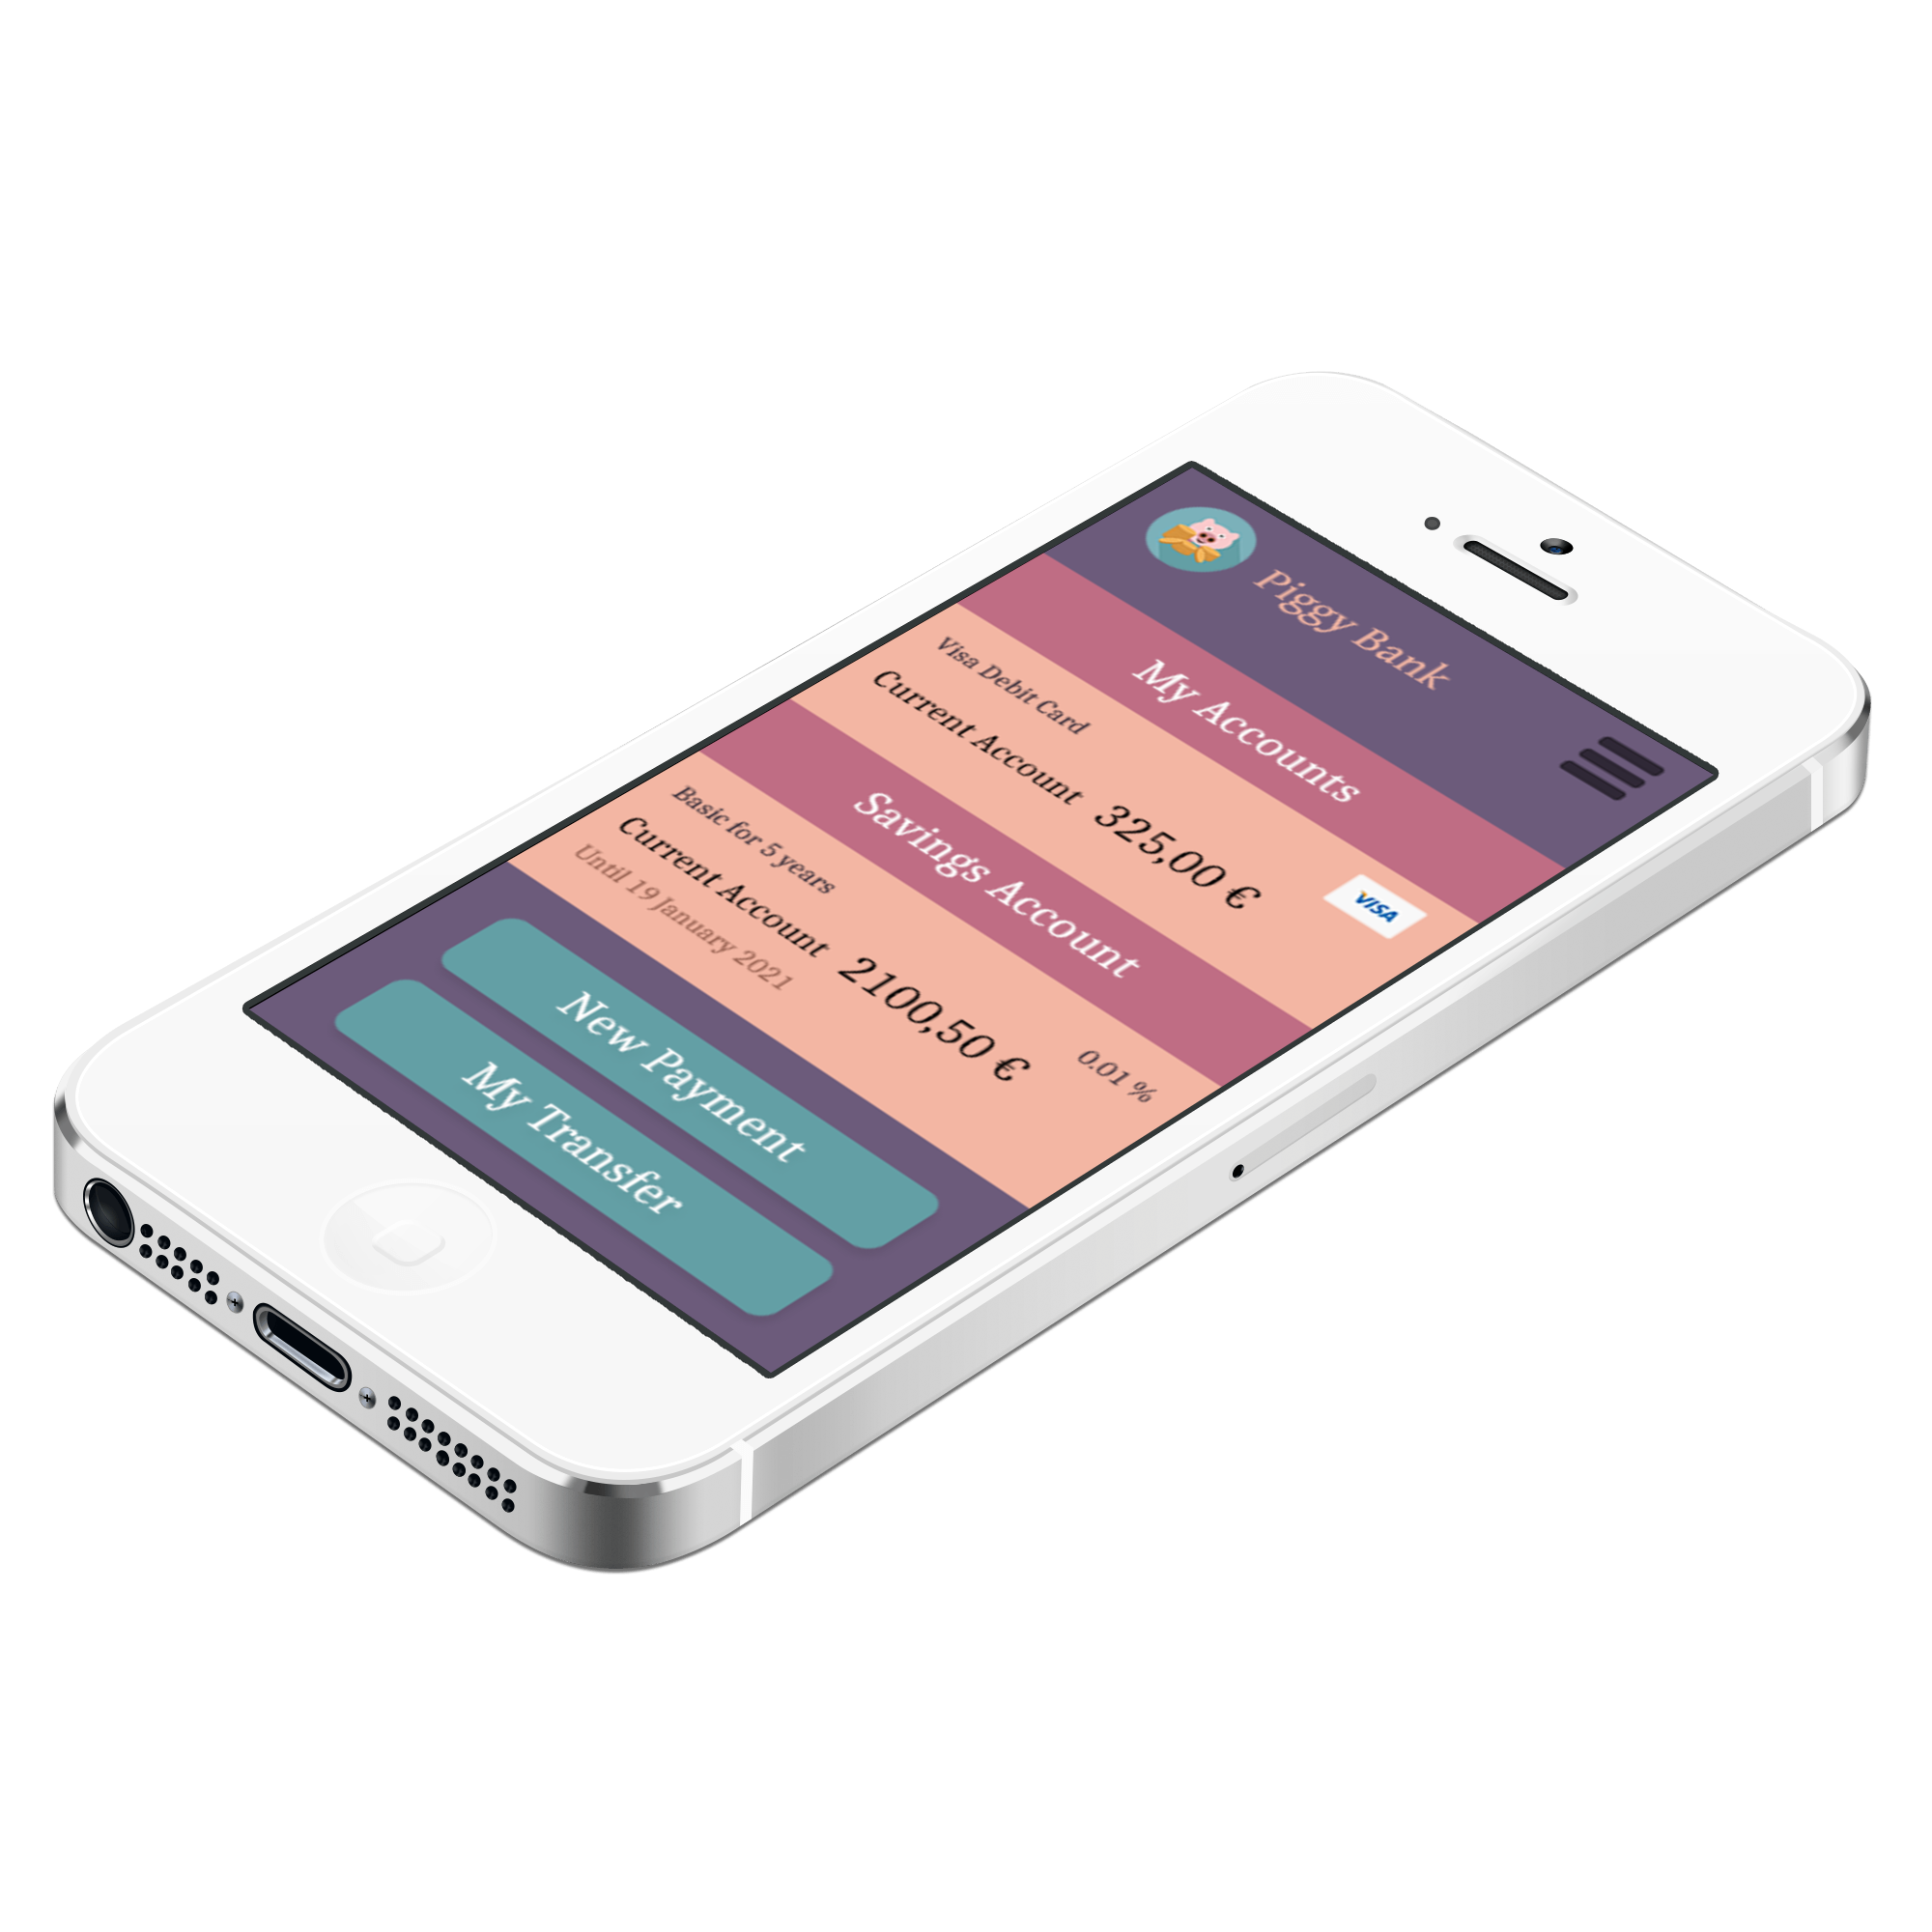 Piggy Bank
My Accounts
Visa Debit Card
Current Account 325,00 €
VISA
Savings Account
Basic for 5 years
Current Account 2100,50 €
Until 19 January 2021
0.01 %
New Payment
My Transfer